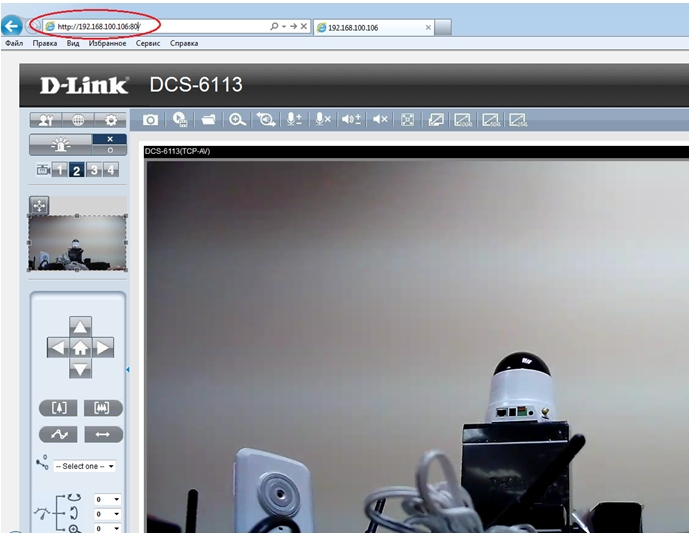 http://192.168.100.106:80/
192.168.100.106
Файл Правка Вид Избранное Сервис Справка
D-Link DCS-6113
1 2 3 4
DCS-6113(TCP-AV)
-- Select one --
0
0
0